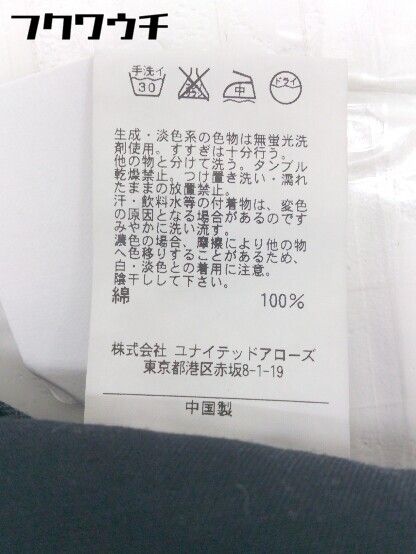 フクワウチ
手洗イ
30
エンソサラシ
中
ドライ
生成・淡色系の色物は無蛍光洗
剤使用。すすぎは十分行う。
他の物と分けて洗う。タンブル
乾燥禁止。つけ置き洗い・濡れ
たままの放置禁止。
汗・飲料水等の付着物は、変色
の原因となる場合があるのです
みやかに洗い流す。
濃色の場合、摩擦により他の物
へ色移りすることがあるため、
白・淡色との着用に注意。
陰干しして下さい。
綿 100%
株式会社 ユナイテッドアローズ
東京都港区赤坂8-1-19
中国製